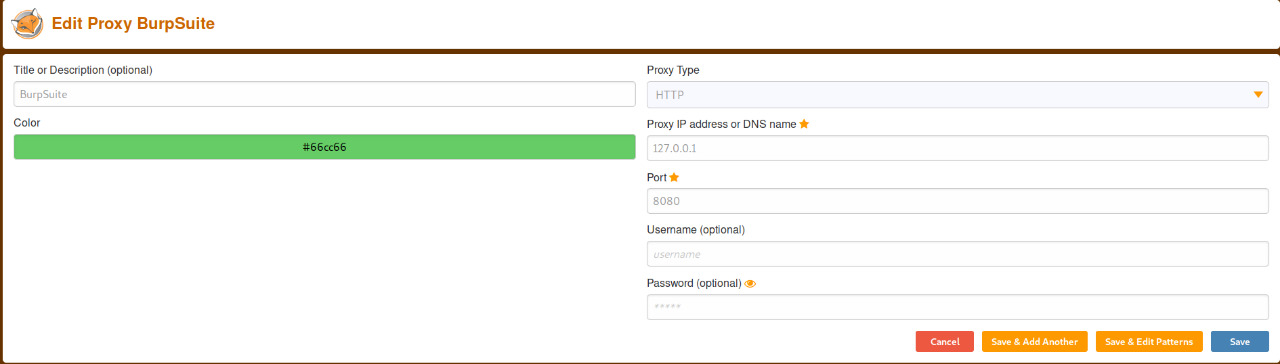 Edit Proxy BurpSuite
Title or Description (optional)
BurpSuite
Color
#66cc66
Proxy Type
HTTP
Proxy IP address or DNS name
127.0.0.1
Port
8080
Username (optional)
username
Password (optional)
*****
Cancel
Save & Add Another
Save & Edit Patterns
Save